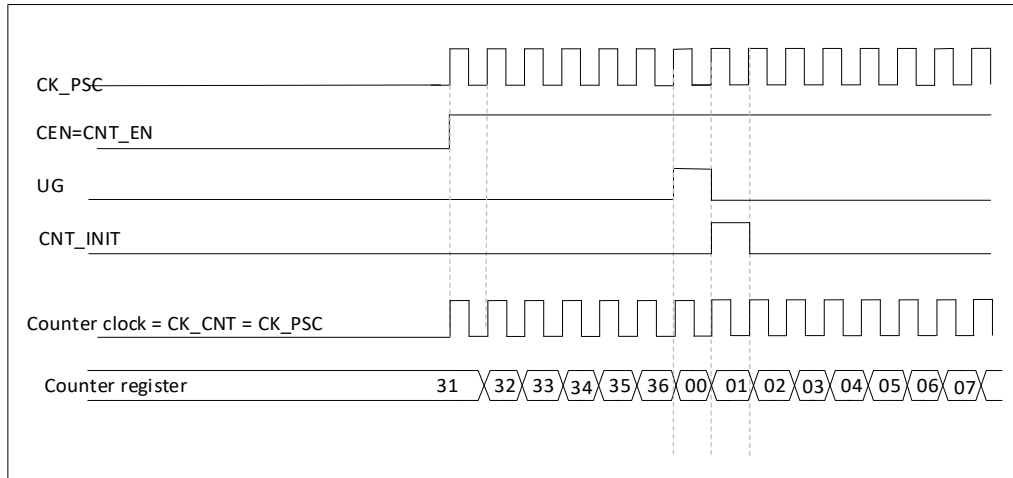 CK_PSC
CEN=CNT_EN
UG
CNT_INIT
Counter clock = CK_CNT = CK_PSC
Counter register 31 32 33 34 35 36 00 01 02 03 04 05 06 07